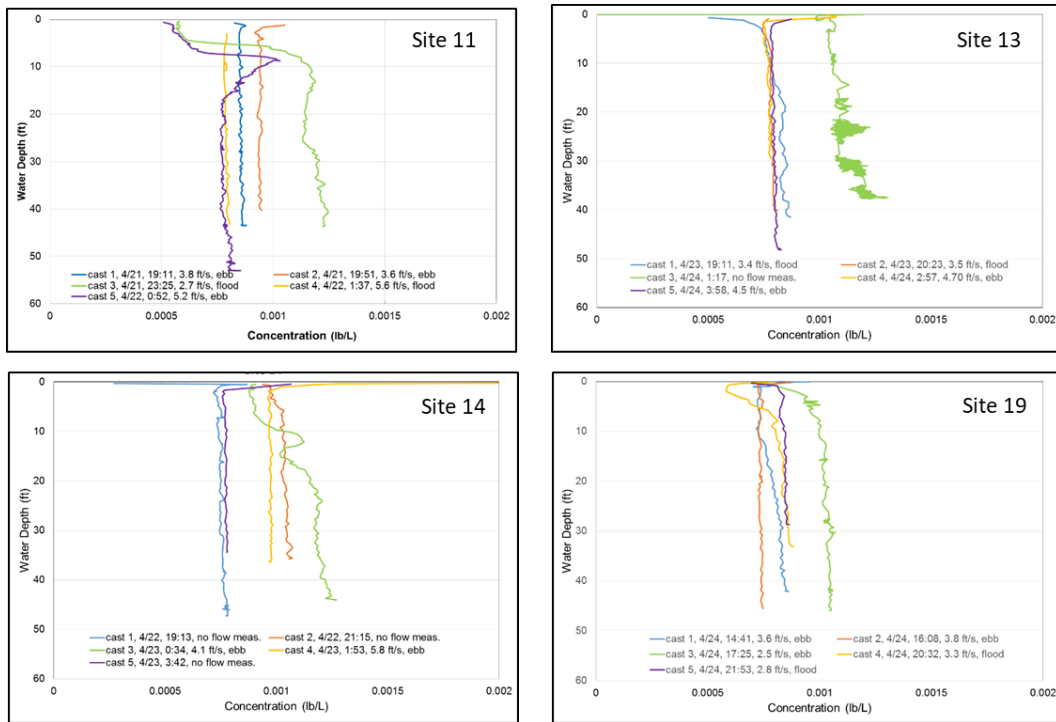 0
0.0005
0.001
0.0015
0.002
Site 11
0
10
20
30
40
50
60
Water Depth (ft)
cast 1, 4/21, 19:11, 3.8 ft/s, ebb
cast 2, 4/21, 19:51, 3.6 ft/s, ebb
cast 3, 4/21, 23:25, 2.7 ft/s, flood
cast 4, 4/22, 1:37, 5.6 ft/s, flood
cast 5, 4/22, 0:52, 5.2 ft/s, ebb
Concentration (lb/L)
Site 13
0
10
20
30
40
50
60
Water Depth (ft)
cast 1, 4/23, 19:11, 3.4 ft/s, flood
cast 2, 4/23, 20:23, 3.5 ft/s, flood
cast 3, 4/24, 1:17, no flow meas.
cast 4, 4/24, 2:57, 4.70 ft/s, ebb
cast 5, 4/24, 3:58, 4.5 ft/s, ebb
0
0.0005
0.001
0.0015
0.002
Concentration (lb/L)
Site 14
0
10
20
30
40
50
60
Water Depth (ft)
cast 1, 4/22, 19:13, no flow meas.
cast 2, 4/22, 21:15, no flow meas.
cast 3, 4/23, 0:34, 4.1 ft/s, ebb
cast 4, 4/23, 1:53, 5.8 ft/s, ebb
cast 5, 4/23, 3:42, no flow meas.
0
0.0005
0.001
0.0015
0.002
Concentration (lb/L)
Site 19
0
10
20
30
40
50
60
Water Depth (ft)
cast 1, 4/24, 14:41, 3.6 ft/s, ebb
cast 2, 4/24, 16:08, 3.8 ft/s, ebb
cast 3, 4/24, 17:25, 2.5 ft/s, ebb
cast 4, 4/24, 20:32, 3.3 ft/s, flood
cast 5, 4/24, 21:53, 2.8 ft/s, flood
0
0.0005
0.001
0.0015
0.002
Concentration (lb/L)